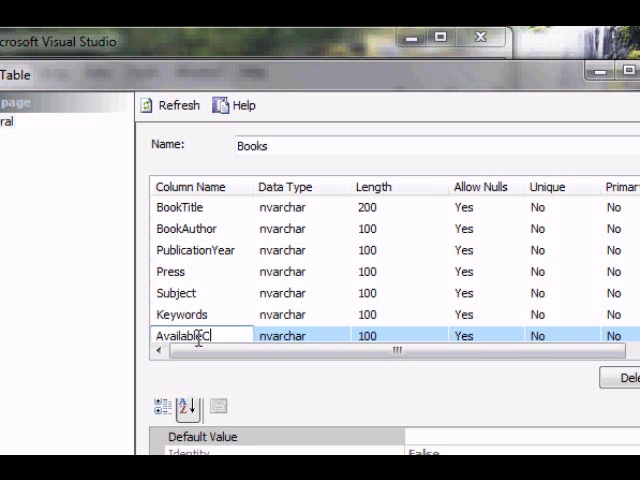 crosoft Visual Studio
Table
page
ral
Refresh Help
Name: Books
Column Name Data Type Length Allow Nulls Unique Primar
BookTitle nvarchar 200 Yes No No
BookAuthor nvarchar 100 Yes No No
PublicationYear nvarchar 100 Yes No No
Press nvarchar 100 Yes No No
Subject nvarchar 100 Yes No No
Keywords nvarchar 100 Yes No No
AvailableC nvarchar 100 Yes No No
Dele
Default Value
Identity False